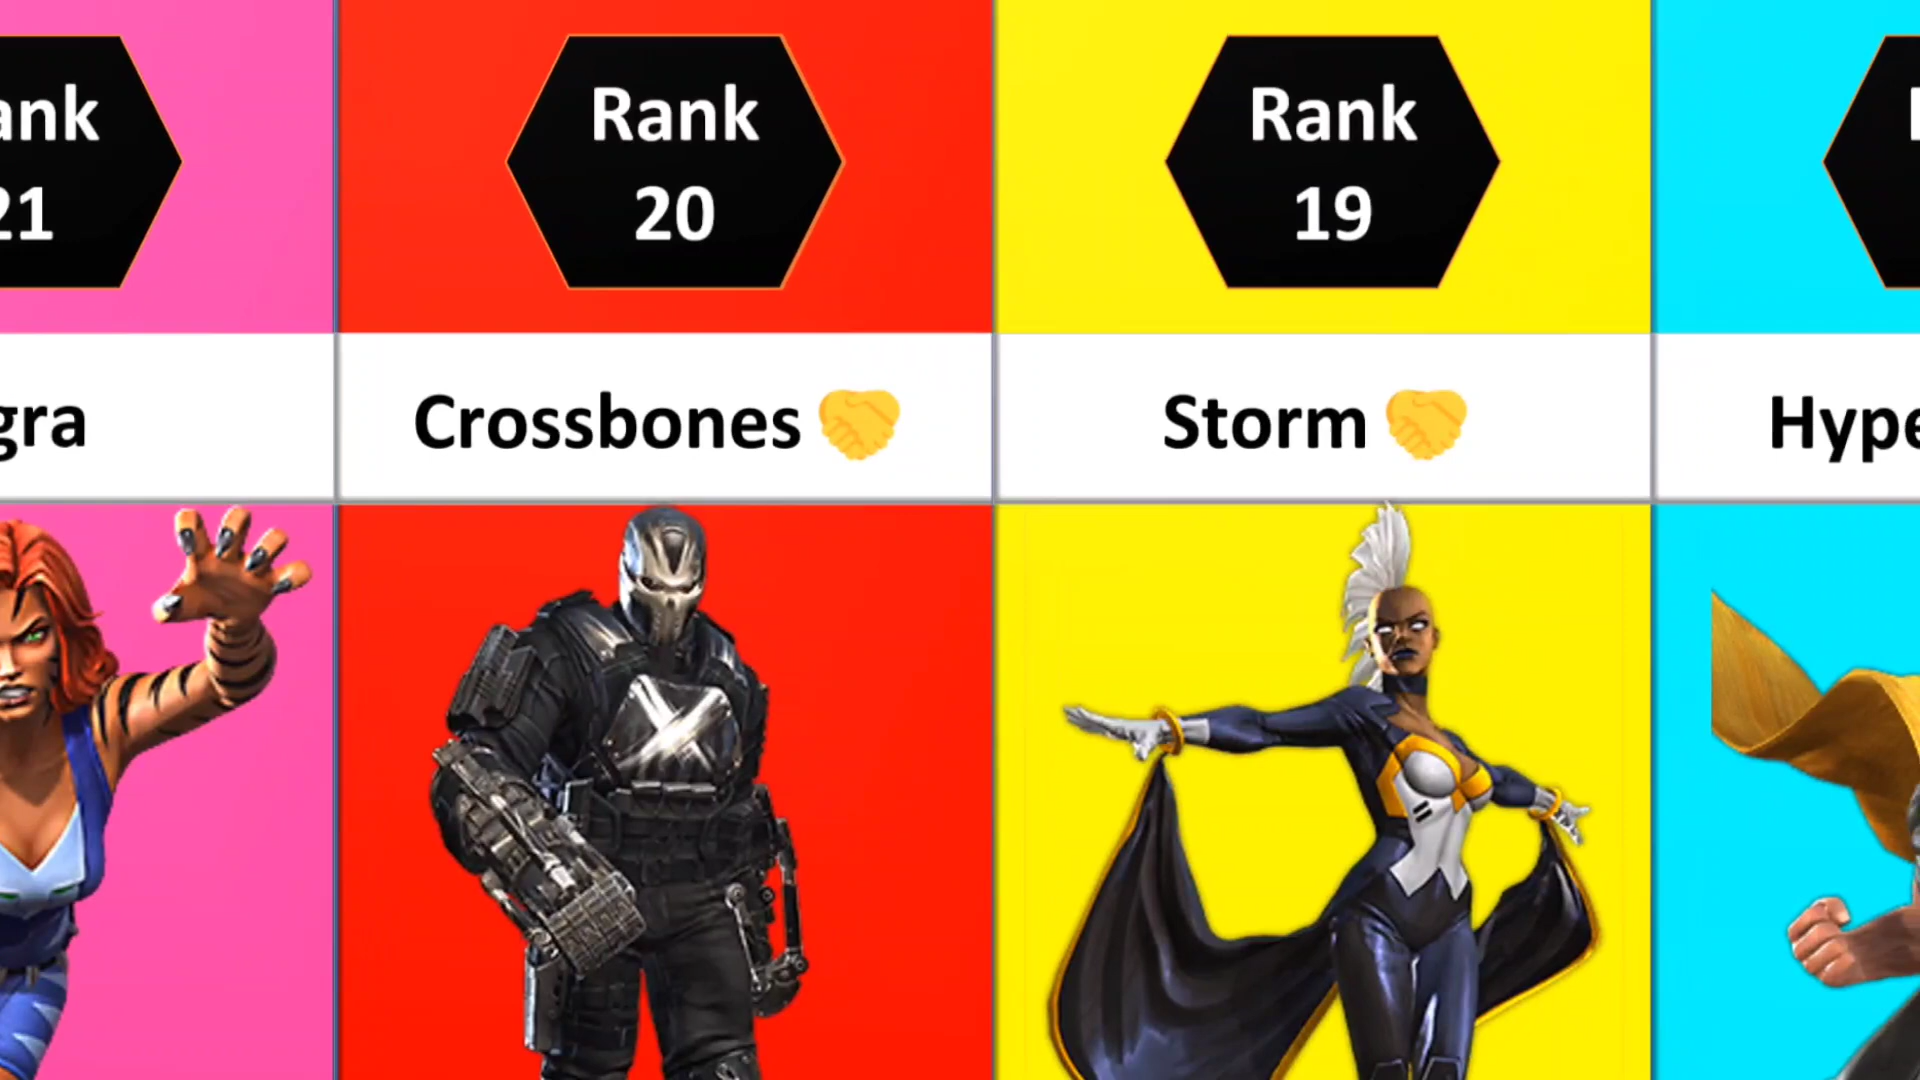 ank
21
Rank
20
Rank
19
gra
Crossbones 🤝
Storm 🤝
Hype